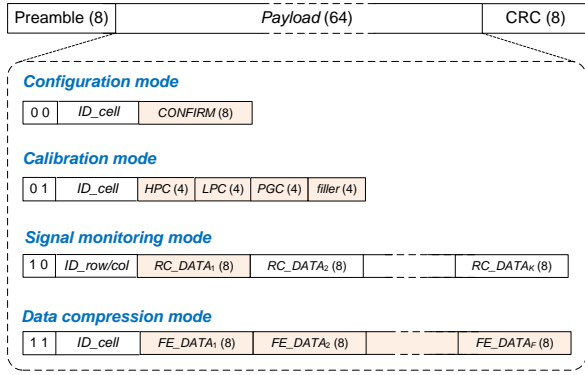 Preamble (8) Payload (64) CRC (8)
Configuration mode
0 0 ID_cell CONFIRM (8)
Calibration mode
0 1 ID_cell HPC (4) LPC (4) PGC (4) filler (4)
Signal monitoring mode
1 0 ID_row/col RC_DATA₁ (8) RC_DATA₂ (8) RC_DATAK (8)
Data compression mode
1 1 ID_cell FE_DATA₁ (8) FE_DATA₂ (8) FE_DATAF (8)